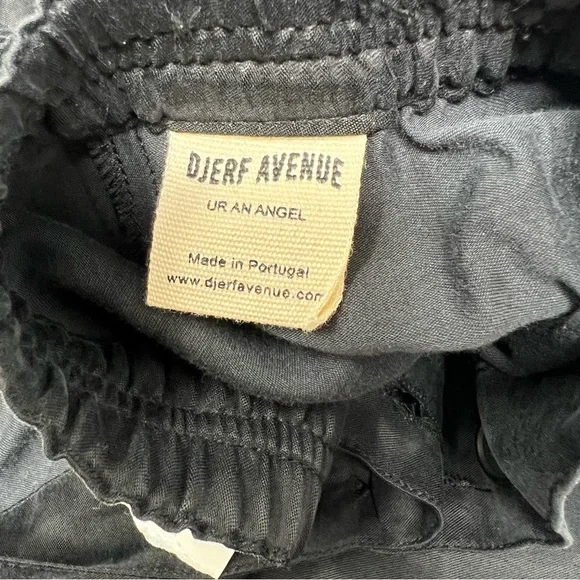 DJERF AVENUE
UR AN ANGEL
Made in Portugal
www.djerfavenue.com